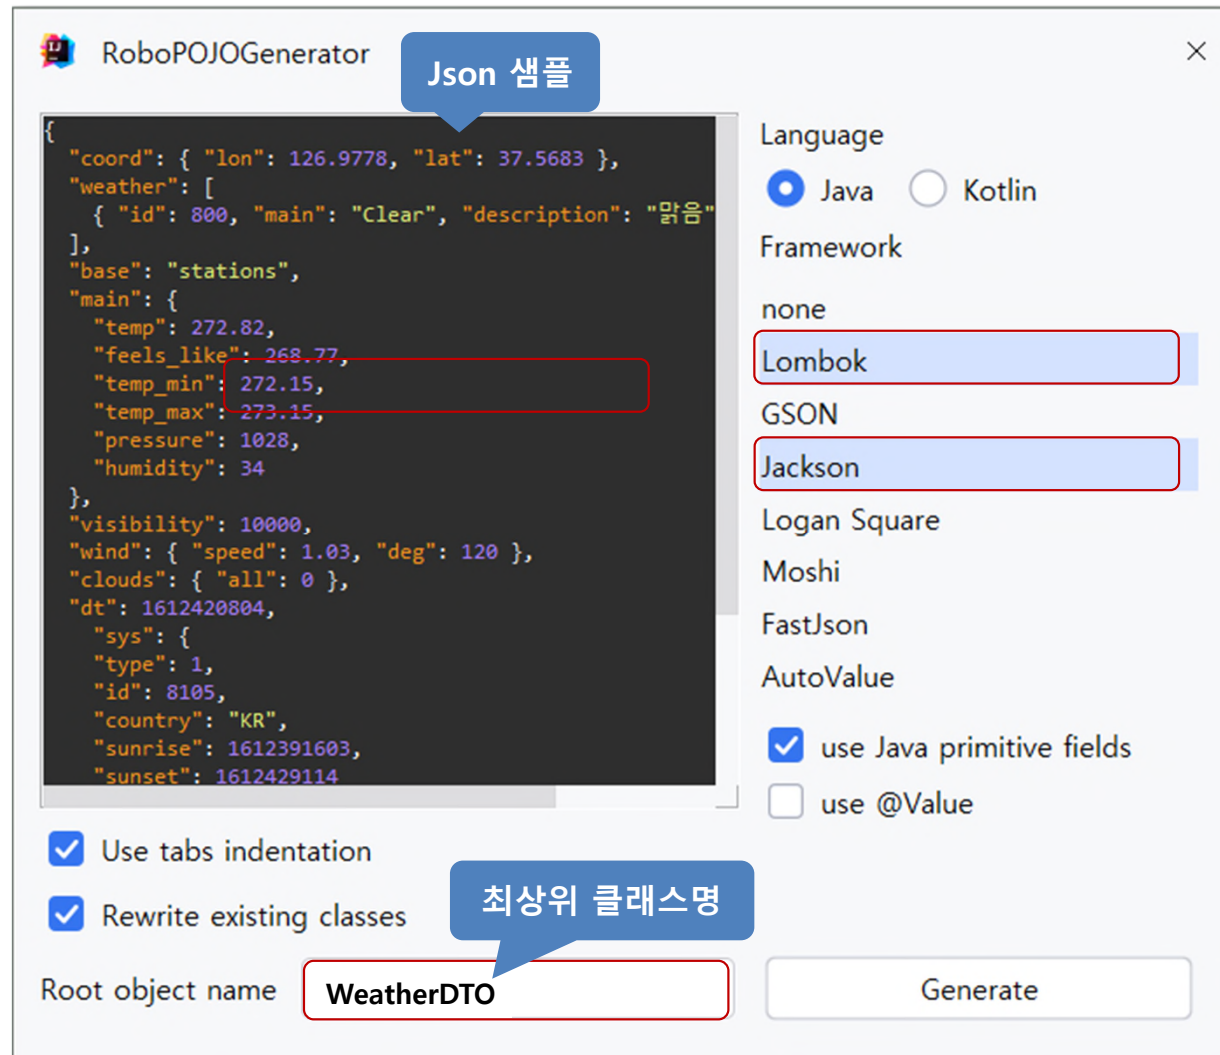 RoboPOJOGenerator
Json 샘플
{
"coord": { "lon": 126.9778, "lat": 37.5683 },
"weather": [
{ "id": 800, "main": "Clear", "description": "맑음"
],
"base": "stations",
"main": {
"temp": 272.82,
"feels_like": 268.77,
"temp_min": 272.15,
"temp_max": 273.15,
"pressure": 1028,
"humidity": 34
},
"visibility": 10000,
"wind": { "speed": 1.03, "deg": 120 },
"clouds": { "all": 0 },
"dt": 1612420804,
"sys": {
"type": 1,
"id": 8105,
"country": "KR",
"sunrise": 1612391603,
"sunset": 1612429114
Language
Java Kotlin
Framework
none
Lombok
GSON
Jackson
Logan Square
Moshi
FastJson
AutoValue
use Java primitive fields
use @Value
Use tabs indentation
Rewrite existing classes
최상위 클래스명
Root object name WeatherDTO Generate